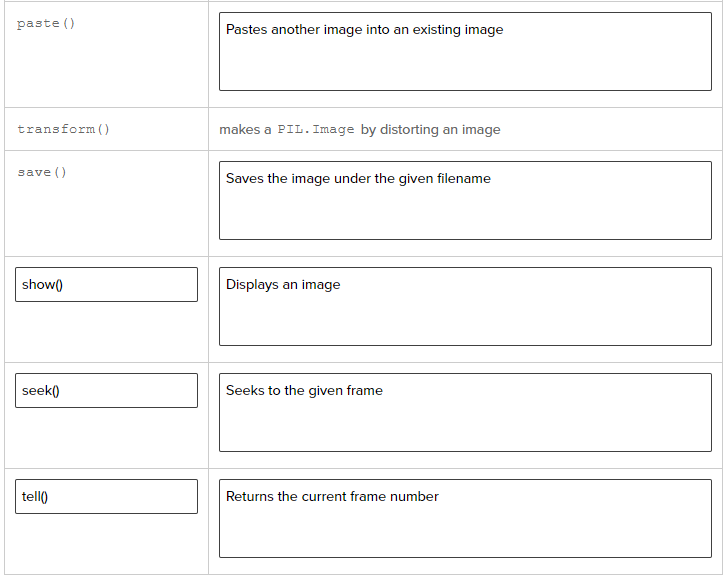 paste()
Pastes another image into an existing image
transform()
makes a PIL.Image by distorting an image
save()
Saves the image under the given filename
show()
Displays an image
seek()
Seeks to the given frame
tell()
Returns the current frame number